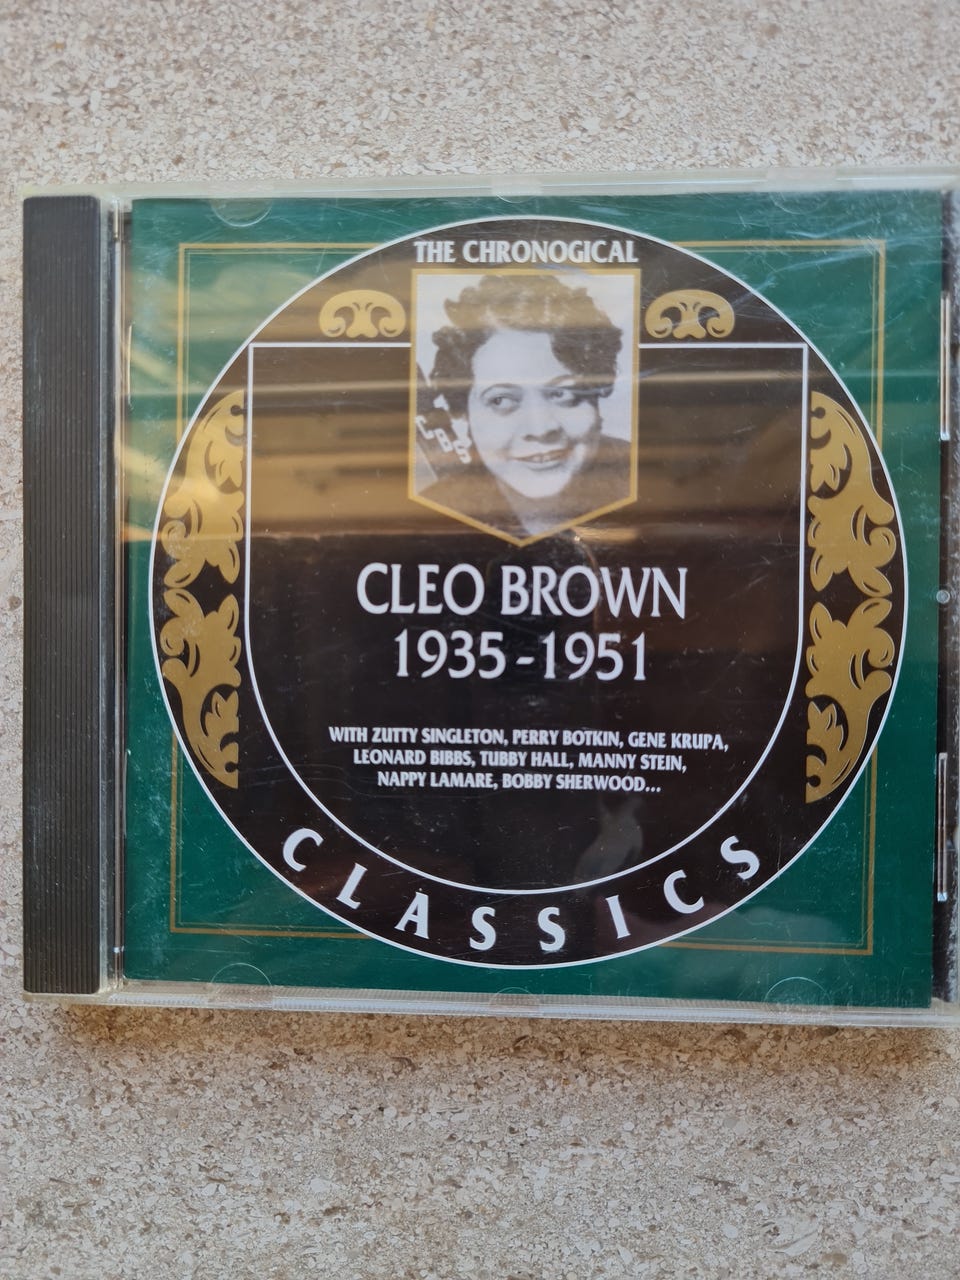 THE CHRONOGICAL
CBS
CLEO BROWN
1935-1951
WITH ZUTTY SINGLETON, PERRY BOTKIN, GENE KRUPA,
LEONARD BIBBS, TUBBY HALL, MANNY STEIN,
NAPPY LAMARE, BOBBY SHERWOOD...
CLASSICS